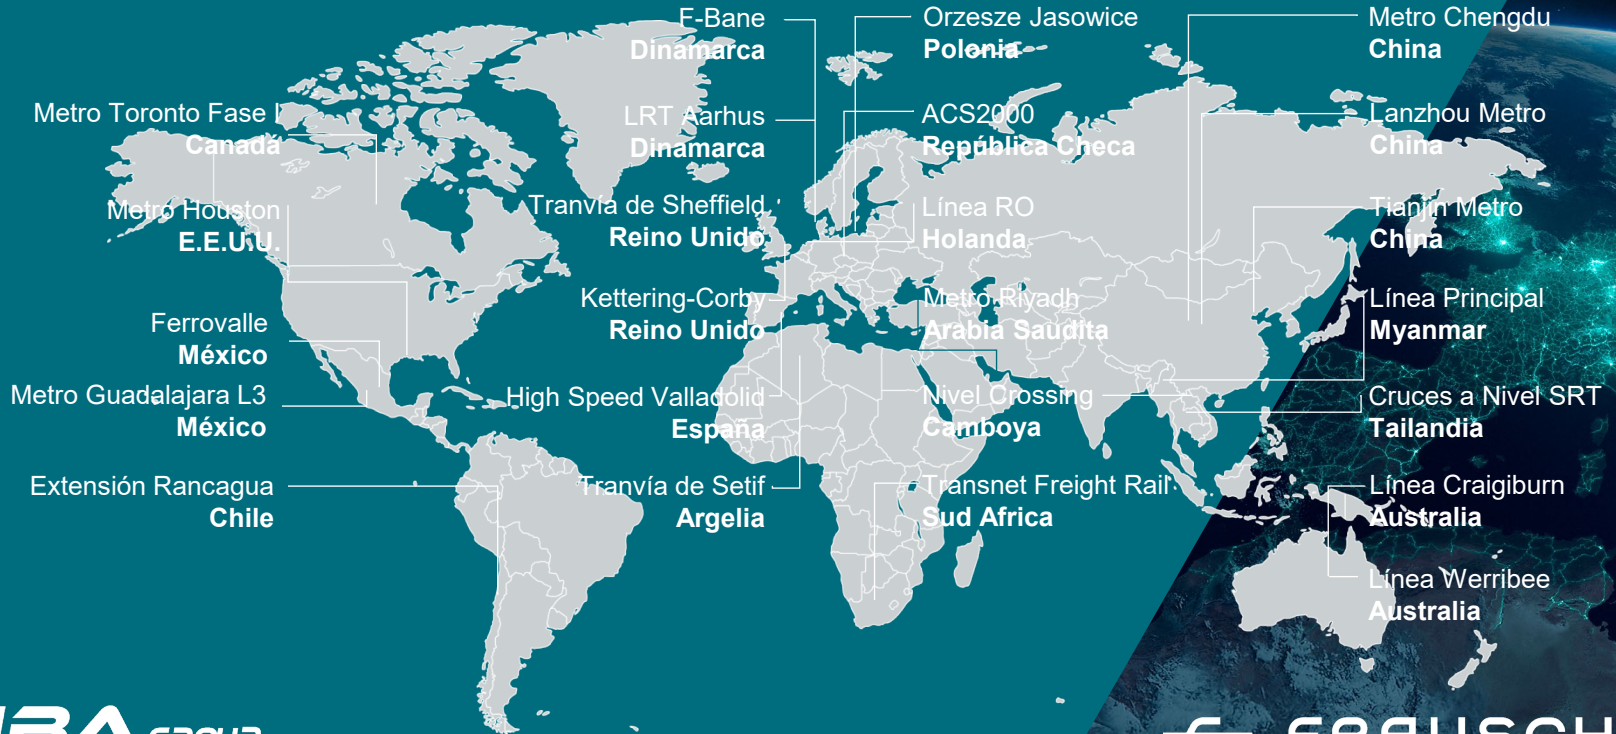 F-Bane
Dinamarca
Orzesze Jasowice
Polonia
Metro Chengdu
China
Metro Toronto Fase I
Canadá
LRT Aarhus
Dinamarca
ACS2000
República Checa
Lanzhou Metro
China
Metro Houston
E.E.U.U.
Tranvía de Sheffield
Reino Unido
Línea RO
Holanda
Tianjin Metro
China
Ferrovalle
México
Kettering-Corby
Reino Unido
Metro Riyadh
Arabia Saudita
Línea Principal
Myanmar
Metro Guadalajara L3
México
High Speed Valladolid
España
Nivel Crossing
Camboya
Cruces a Nivel SRT
Tailandia
Extensión Rancagua
Chile
Tranvía de Setif
Argelia
Transnet Freight Rail
Sud Africa
Línea Craigiburn
Australia
Línea Werribee
Australia